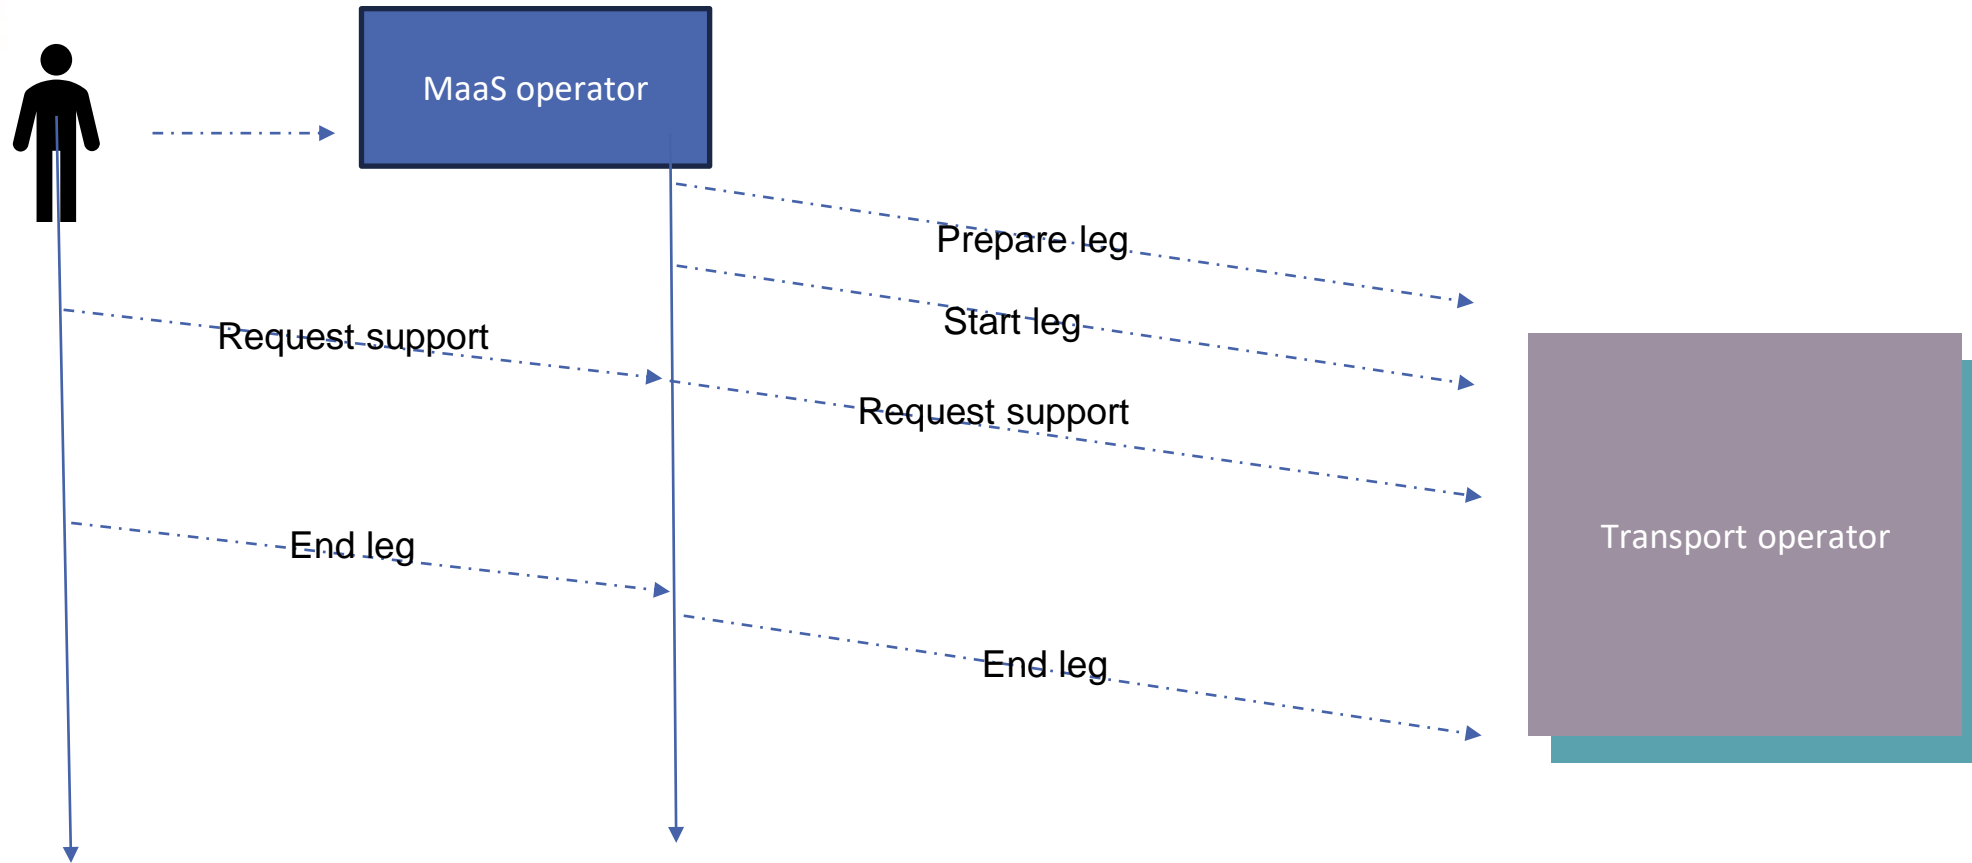 MaaS operator
Prepare leg
Start leg
Request support
Request support
Transport operator
End leg
End leg